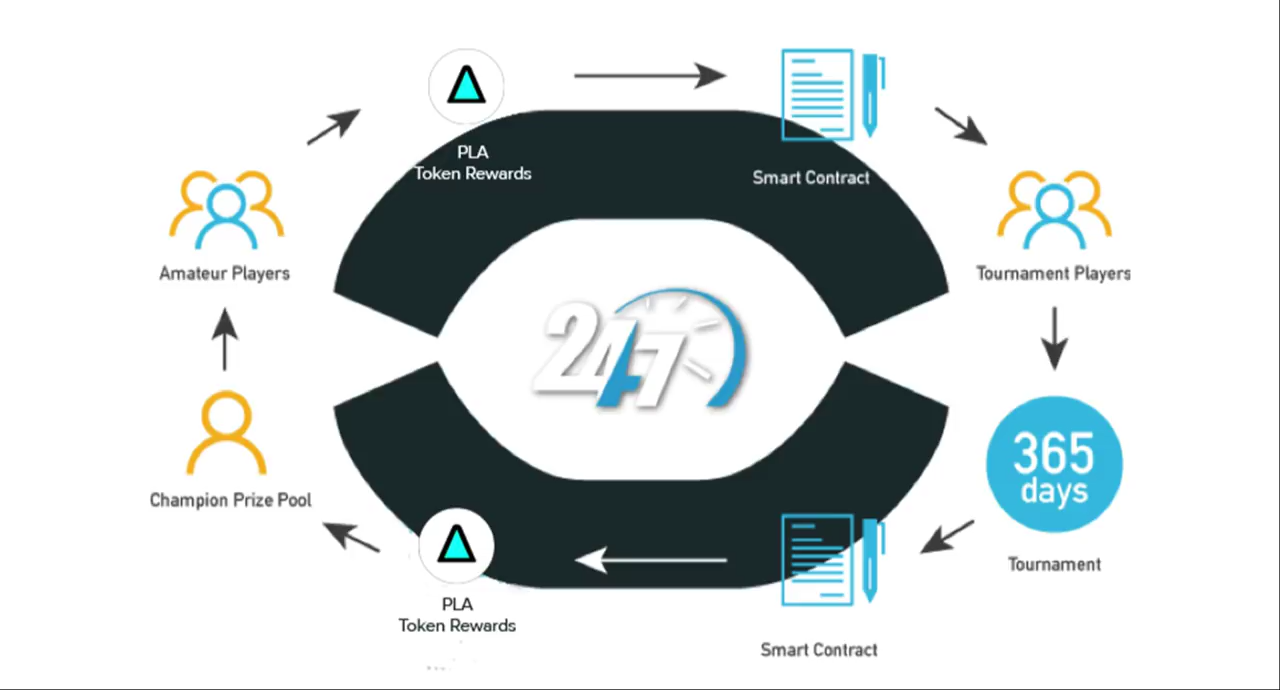 PLA
Token Rewards
Smart Contract
Amateur Players
Tournament Players
24/7
Champion Prize Pool
365
days
Tournament
PLA
Token Rewards
Smart Contract